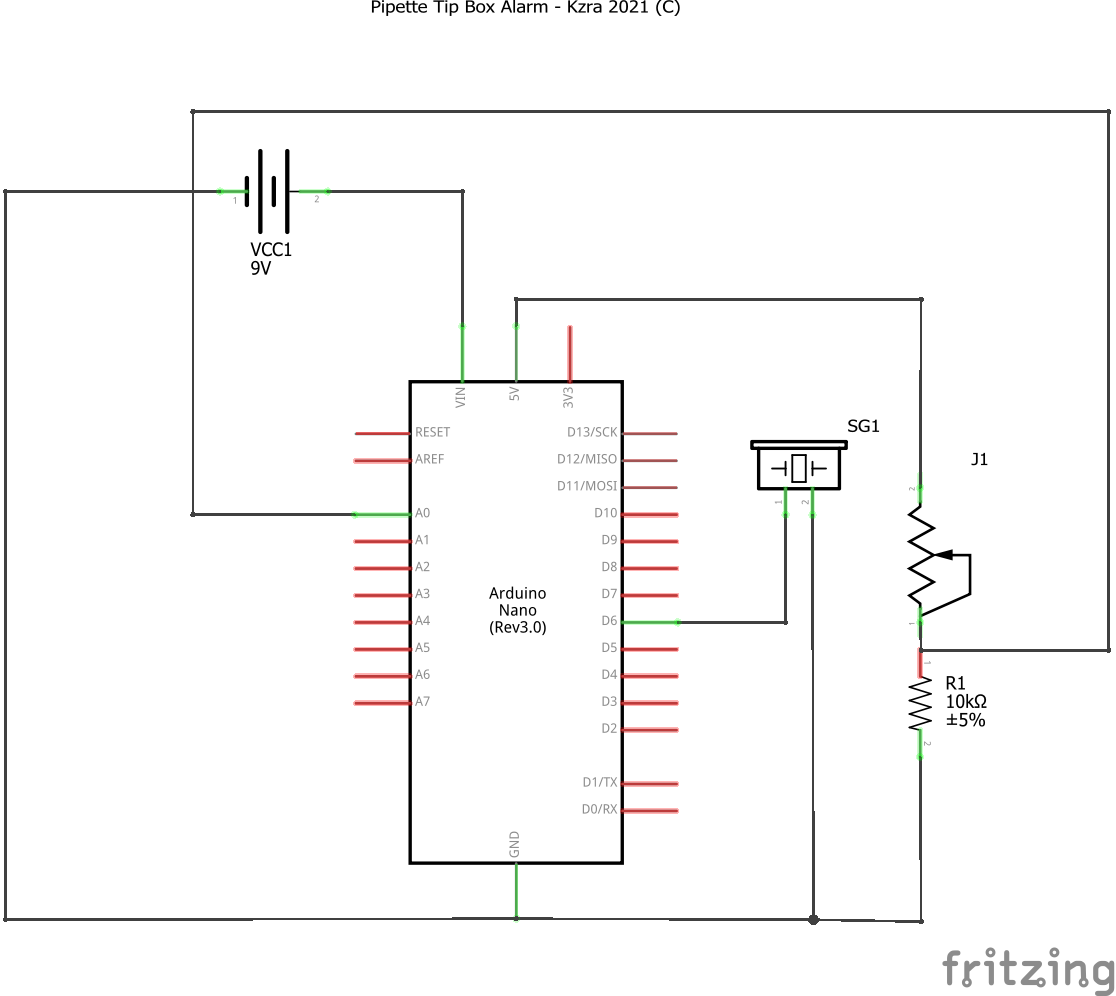 Pipette Tip Box Alarm - Kzra 2021 (C)
1
2
VCC1
9V
VIN
5V
3V3
RESET
AREF
A0
A1
A2
A3
A4
A5
A6
A7
Arduino
Nano
(Rev3.0)
D13/SCK
D12/MISO
D11/MOSI
D10
D9
D8
D7
D6
D5
D4
D3
D2
D1/TX
D0/RX
GND
SG1
1
2
J1
2
1
1
R1
10kΩ
±5%
2
fritzing